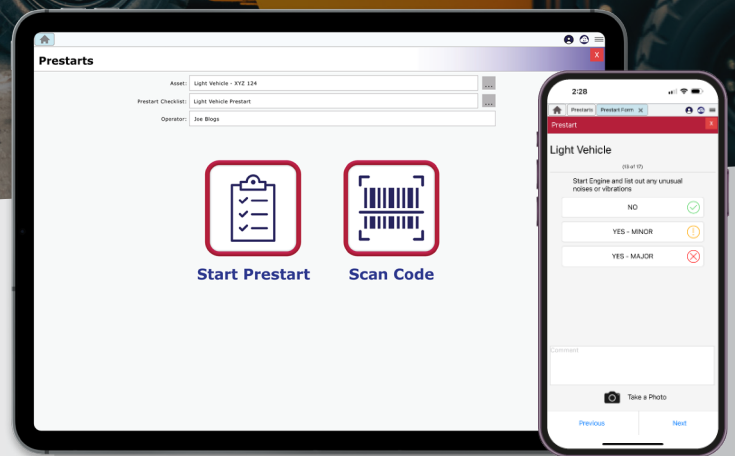 Prestarts
X
Asset:
Light Vehicle - XYZ 124
...
Prestart Checklist:
Light Vehicle Prestart
...
Operator:
Joe Blogs
Start Prestart
Scan Code
2:28
Prestarts
Prestart Form X
Prestart
X
Light Vehicle
(13 of 17)
Start Engine and list out any unusual
noises or vibrations
NO
YES - MINOR
YES - MAJOR
Comment
Take a Photo
Previous
Next